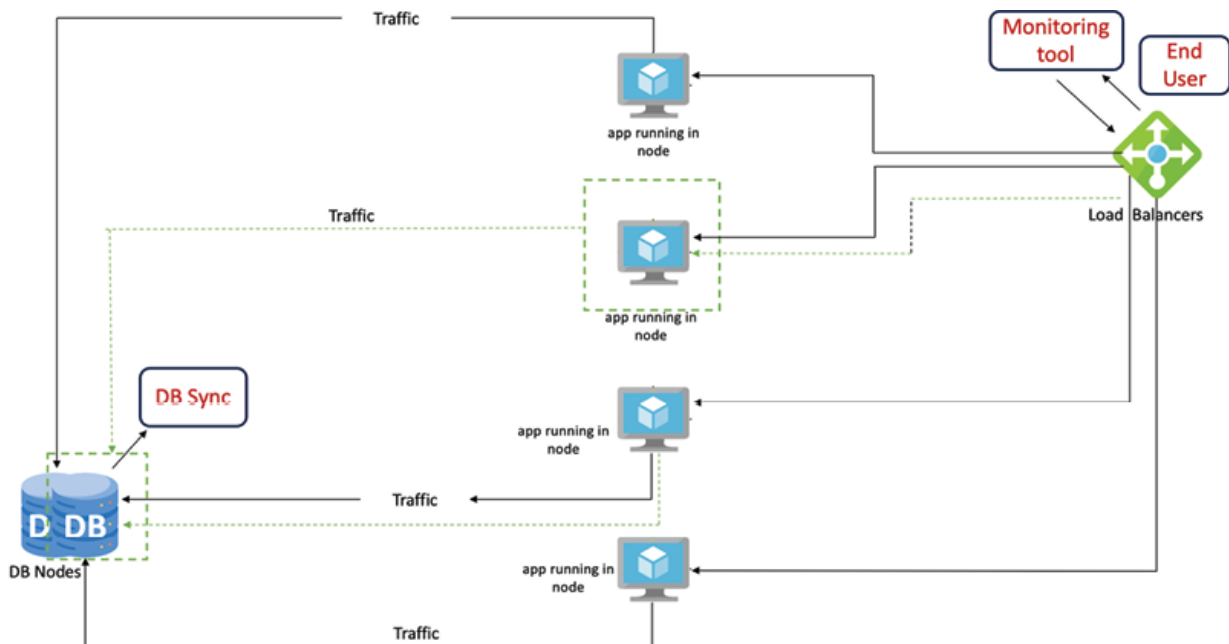 Traffic
Monitoring
tool
End
User
app running in
node
Traffic
Load Balancers
app running in
node
DB Sync
app running in
node
Traffic
D DB
DB Nodes
app running in
node
Traffic